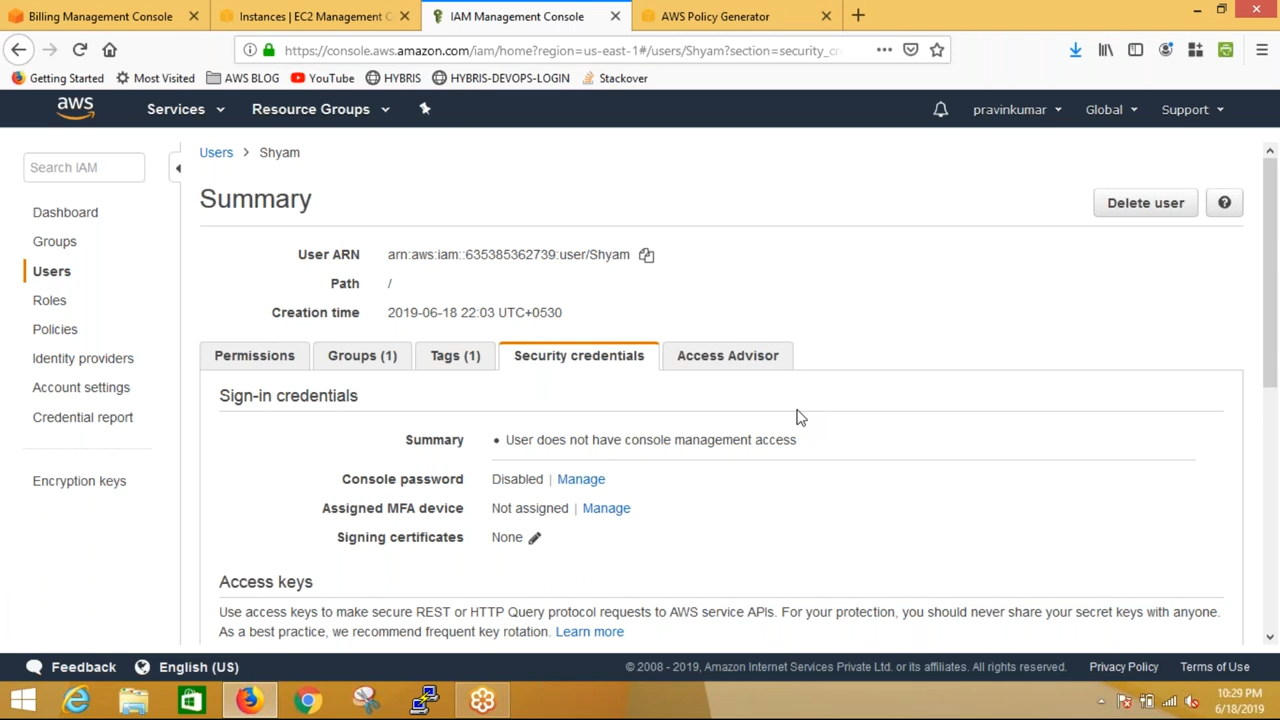 Billing Management Console
Instances | EC2 Management C
IAM Management Console
AWS Policy Generator
https://console.aws.amazon.com/iam/home?region=us-east-1#/users/Shyam?section=security_c
Getting Started
Most Visited
AWS BLOG
YouTube
HYBRIS
HYBRIS-DEVOPS-LOGIN
Stackover
aws
Services
Resource Groups
pravinkumar
Global
Support
Search IAM
Dashboard
Groups
Users
Roles
Policies
Identity providers
Account settings
Credential report
Encryption keys
Users > Shyam
Summary
Delete user
User ARN arn:aws:iam::635385362739:user/Shyam
Path /
Creation time 2019-06-18 22:03 UTC+0530
Permissions
Groups (1)
Tags (1)
Security credentials
Access Advisor
Sign-in credentials
Summary • User does not have console management access
Console password Disabled | Manage
Assigned MFA device Not assigned | Manage
Signing certificates None
Access keys
Use access keys to make secure REST or HTTP Query protocol requests to AWS service APIs. For your protection, you should never share your secret keys with anyone.
As a best practice, we recommend frequent key rotation. Learn more
Feedback
English (US)
© 2008 - 2019, Amazon Internet Services Private Ltd. or its affiliates. All rights reserved.
Privacy Policy
Terms of Use
10:29 PM
6/18/2019